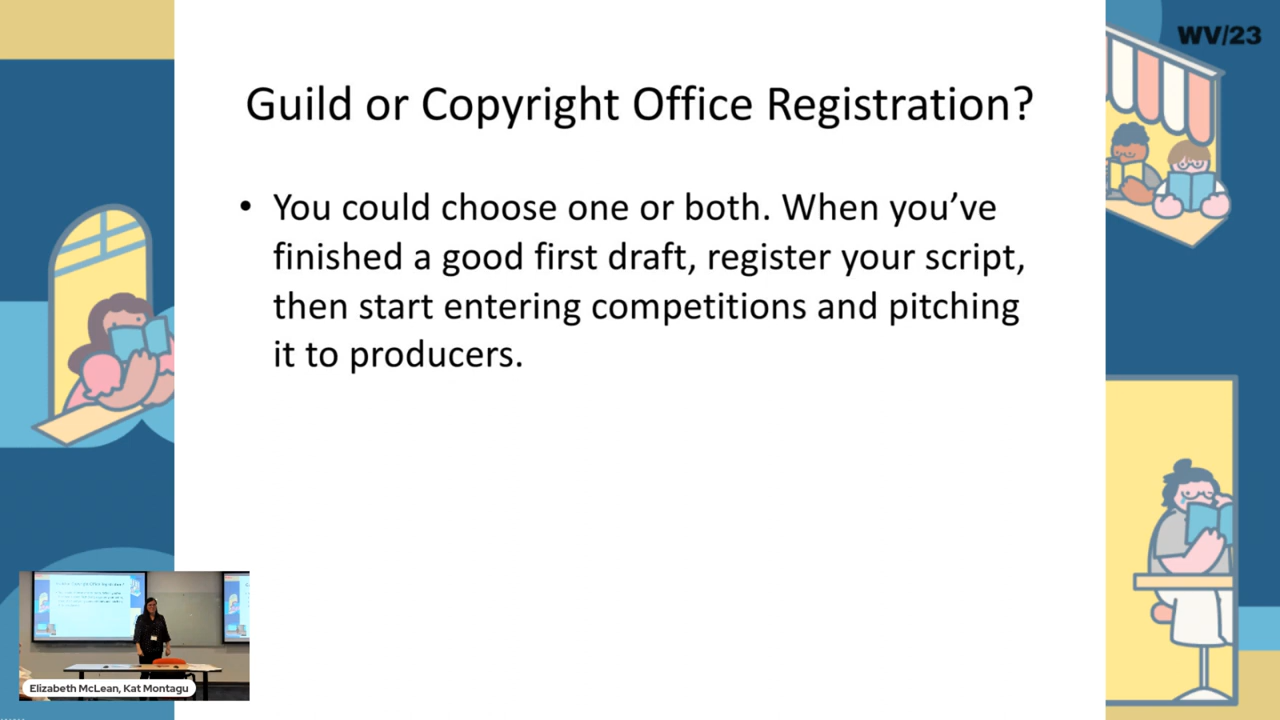 WV/23
Guild or Copyright Office Registration?
• You could choose one or both. When you’ve
finished a good first draft, register your script,
then start entering competitions and pitching
it to producers.
Elizabeth McLean, Kat Montagu